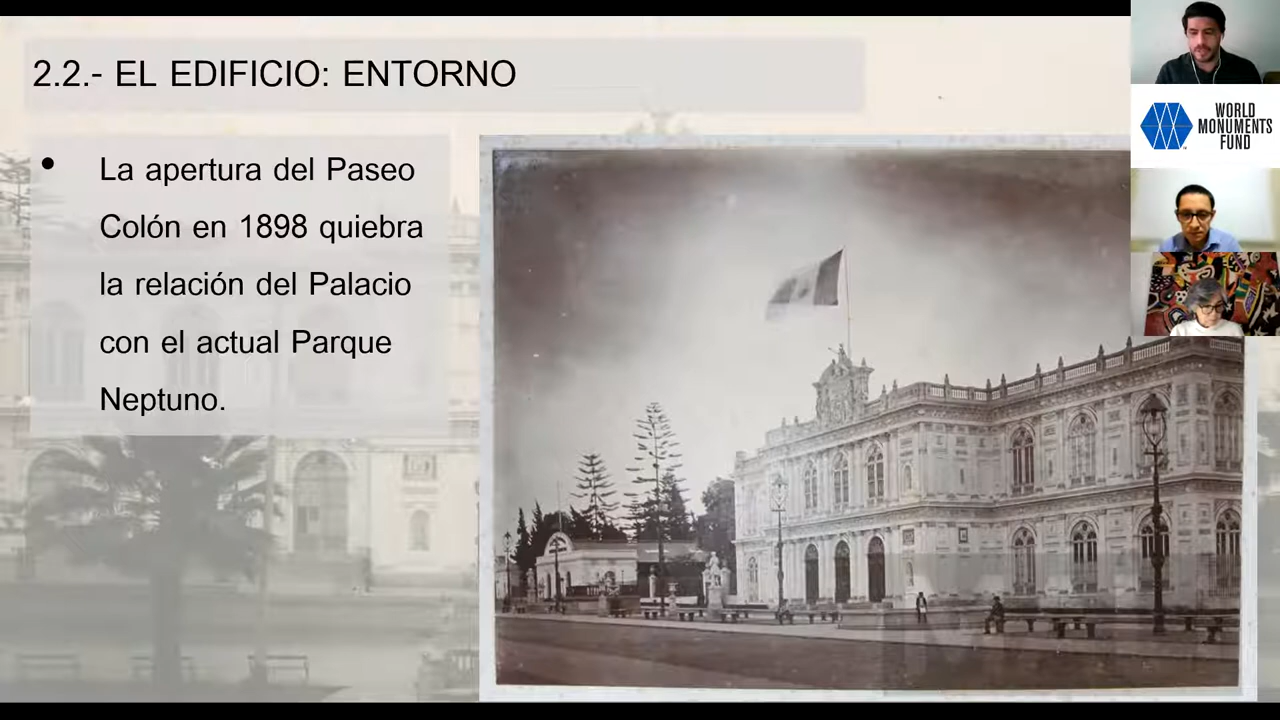 2.2.- EL EDIFICIO: ENTORNO
• La apertura del Paseo
Colón en 1898 quiebra
la relación del Palacio
con el actual Parque
Neptuno.
WORLD
MONUMENTS
FUND